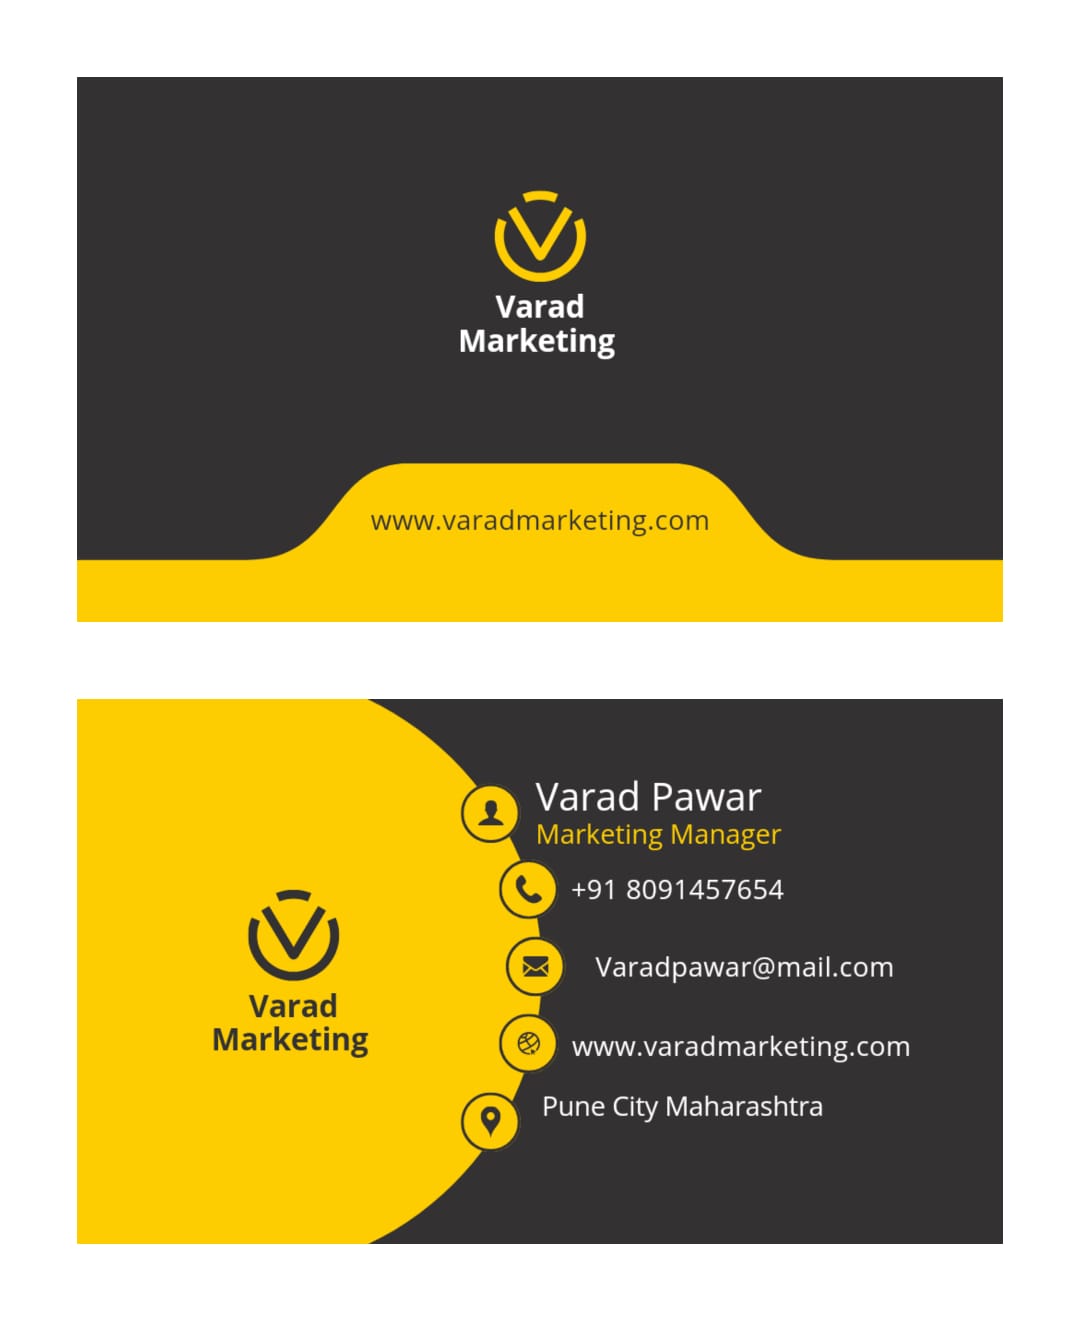 Varad
Marketing
www.varadmarketing.com
Varad Pawar
Marketing Manager
+91 8091457654
Varadpawar@mail.com
www.varadmarketing.com
Pune City Maharashtra
Varad
Marketing